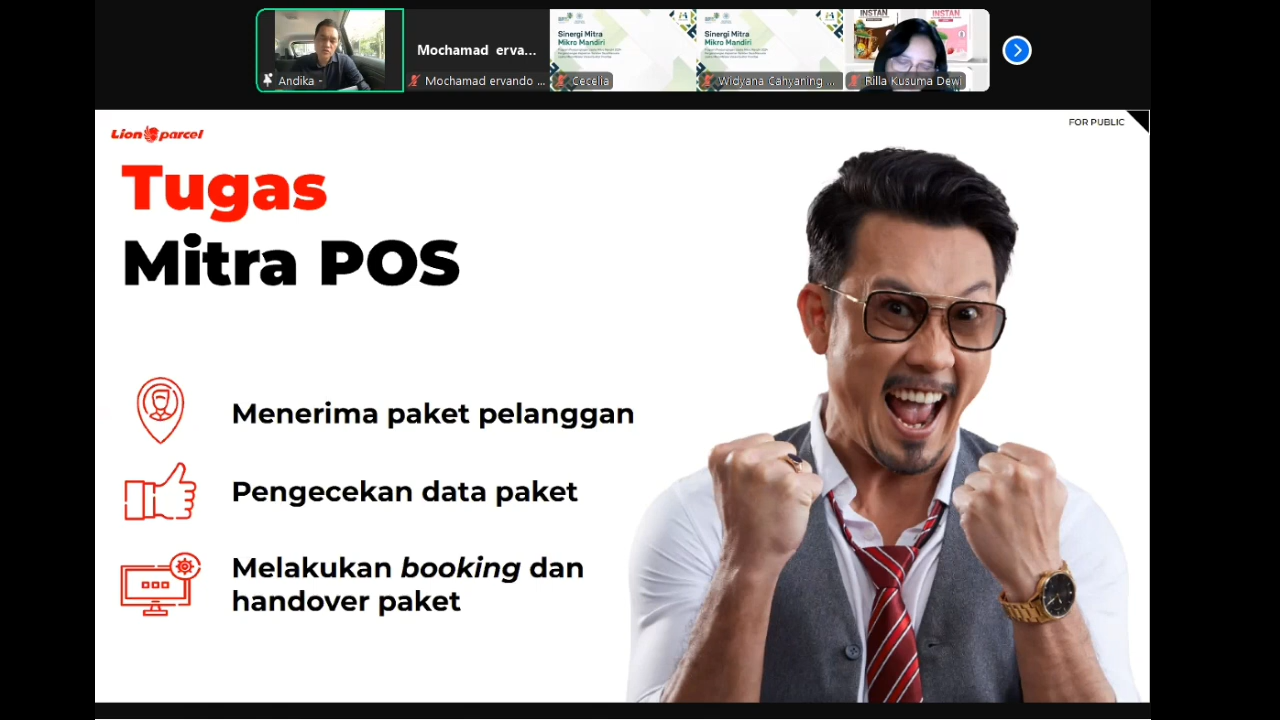 Mochamad erva...
Andika -
Mochamad ervando ...
Sinergi Mitra
Mikro Mandiri
Cecelia
Sinergi Mitra
Mikro Mandiri
Widyana Cahyaning ...
INSTAN
INSTAN
Rilla Kusuma Dewi
Lion parcel
FOR PUBLIC
Tugas
Mitra POS
Menerima paket pelanggan
Pengecekan data paket
Melakukan booking dan
handover paket